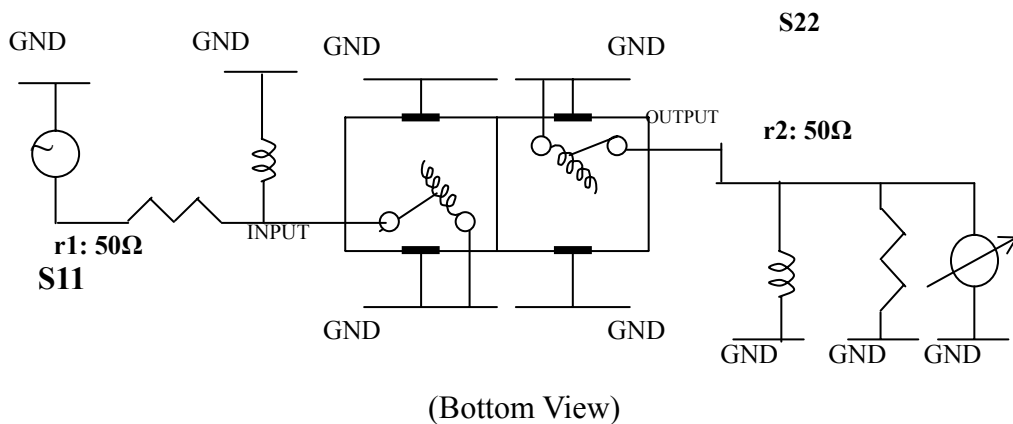 S22
GND
GND
GND
GND
OUTPUT
r2: 50Ω
INPUT
r1: 50Ω
S11
GND
GND
GND
GND
GND
(Bottom View)